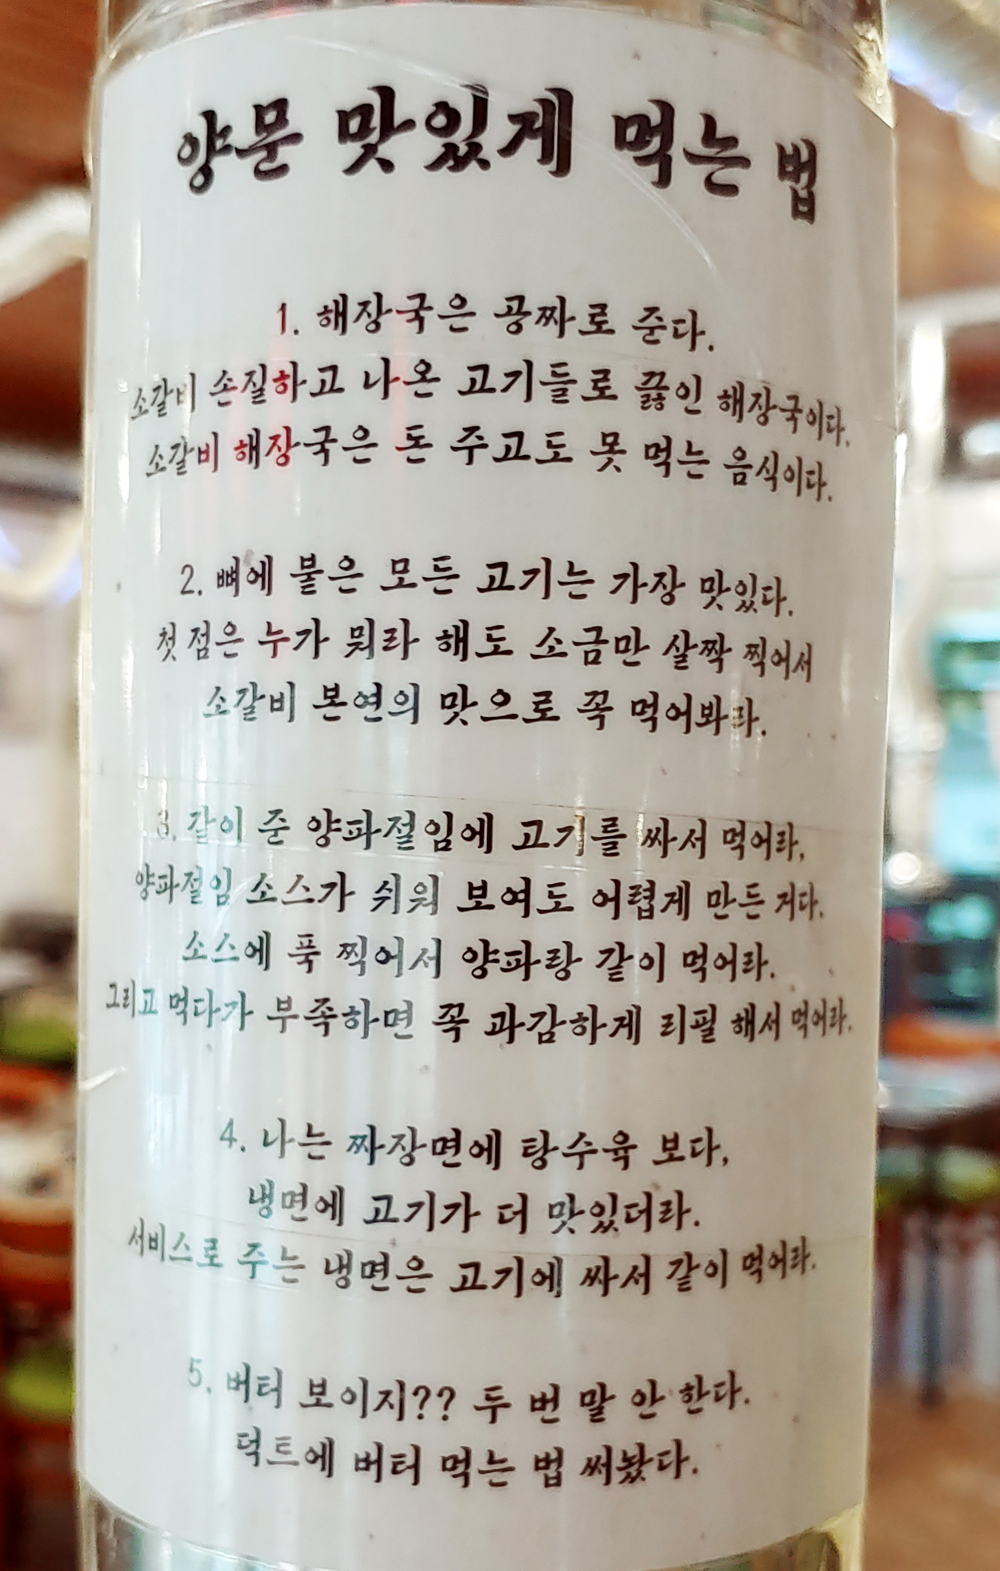 양문 맛있게 먹는 법
1. 해장국은 공짜로 준다.
소갈비 손질하고 나온 고기들로 끓인 해장국이다.
소갈비 해장국은 돈 주고도 못 먹는 음식이다.
2. 뼈에 붙은 모든 고기는 가장 맛있다.
첫 점은 누가 뭐라 해도 소금만 살짝 찍어서
소갈비 본연의 맛으로 꼭 먹어봐라.
3. 같이 준 양파절임에 고기를 싸서 먹어라,
양파절임 소스가 쉬워 보여도 어렵게 만든 거다.
소스에 푹 찍어서 양파랑 같이 먹어라.
그리고 먹다가 부족하면 꼭 과감하게 리필 해서 먹어라.
4. 나는 짜장면에 탕수육 보다,
냉면에 고기가 더 맛있더라.
서비스로 주는 냉면은 고기에 싸서 같이 먹어라.
5. 버터 보이지?? 두 번 말 안 한다.
덕트에 버터 먹는 법 써놨다.